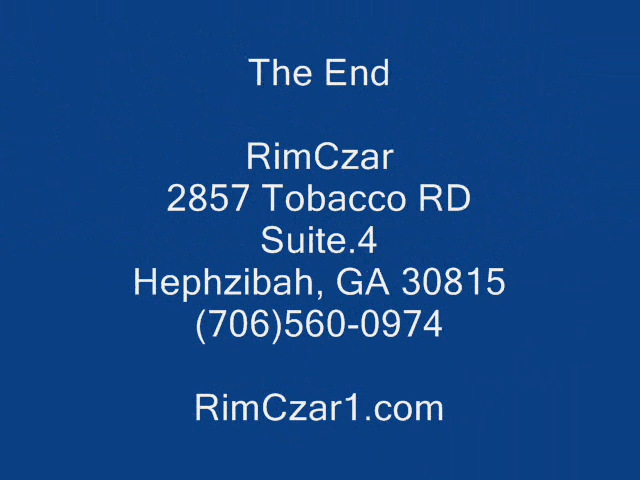 The End
RimCzar
2857 Tobacco RD
Suite.4
Hephzibah, GA 30815
(706)560-0974
RimCzar1.com